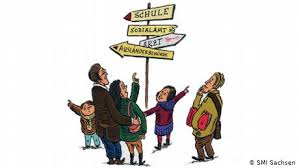 SCHULE
SOZIALAMT
ARZT
AUSLÄNDERBEHÖRDE
© SMI Sachsen